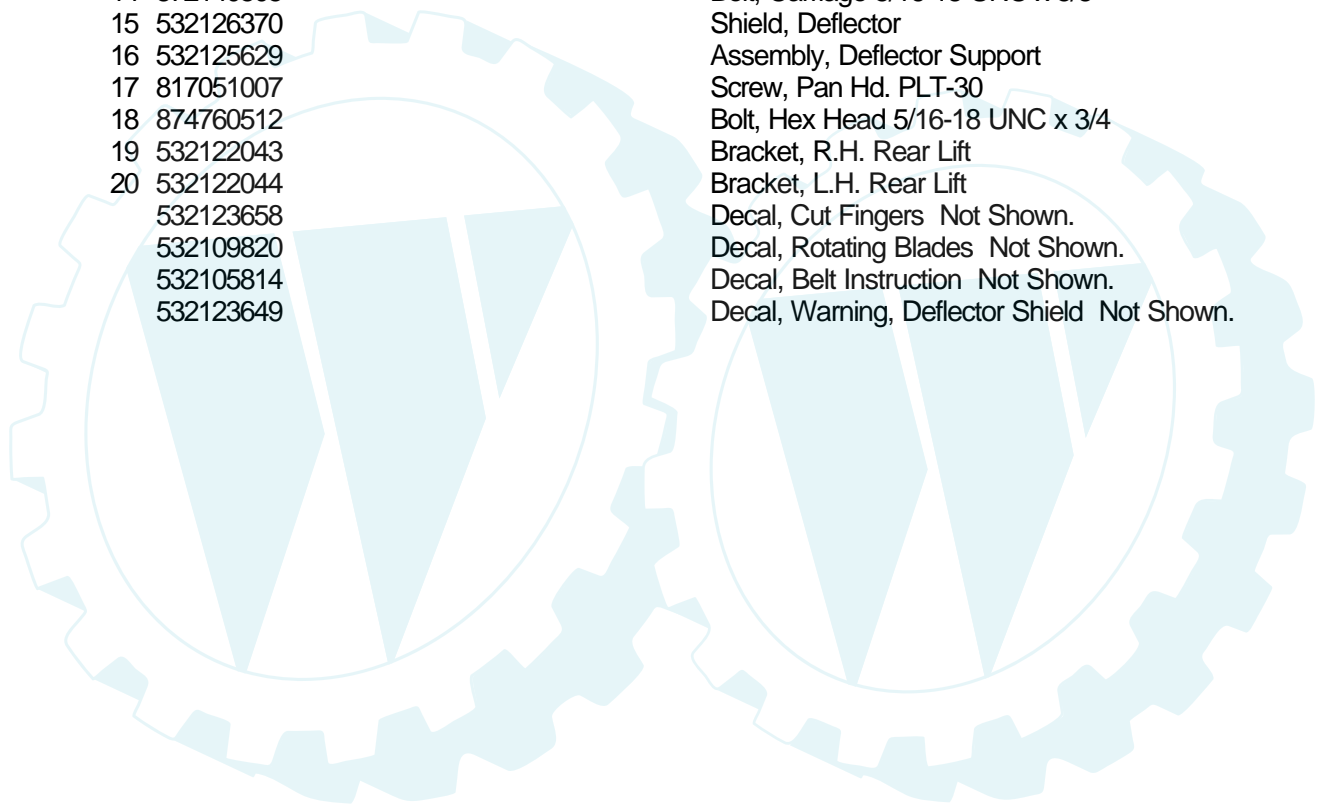 15 532126370 Shield, Deflector
16 532125629 Assembly, Deflector Support
17 817051007 Screw, Pan Hd. PLT-30
18 874760512 Bolt, Hex Head 5/16-18 UNC x 3/4
19 532122043 Bracket, R.H. Rear Lift
20 532122044 Bracket, L.H. Rear Lift
532123658 Decal, Cut Fingers Not Shown.
532109820 Decal, Rotating Blades Not Shown.
532105814 Decal, Belt Instruction Not Shown.
532123649 Decal, Warning, Deflector Shield Not Shown.